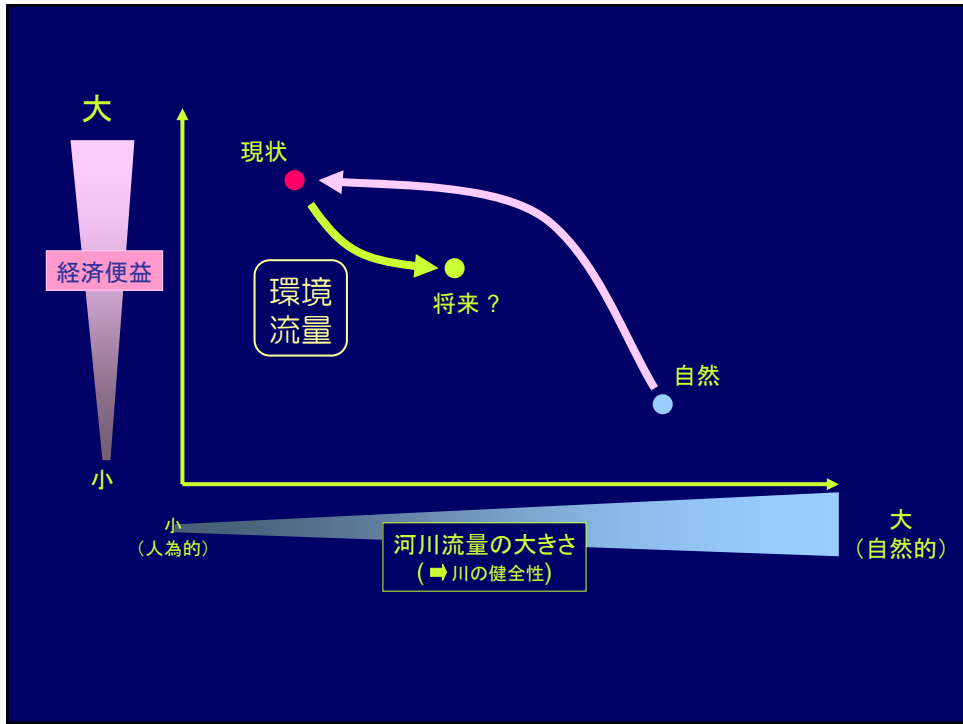 大
現状
経済便益
環境
流量
将来？
自然
小
小
（人為的）
河川流量の大きさ
(➡川の健全性)
大
（自然的）